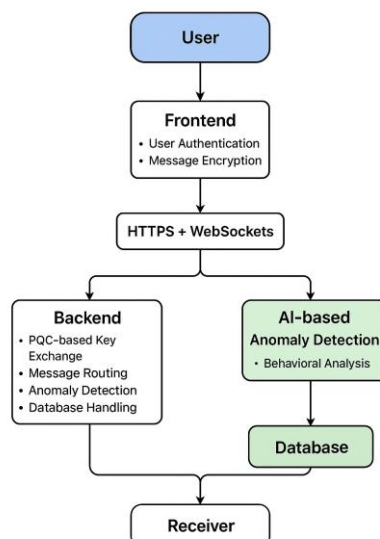 User
Frontend
• User Authentication
• Message Encryption
HTTPS + WebSockets
Backend
• PQC-based Key
Exchange
• Message Routing
• Anomaly Detection
• Database Handling
AI-based
Anomaly Detection
• Behavioral Analysis
Database
Receiver